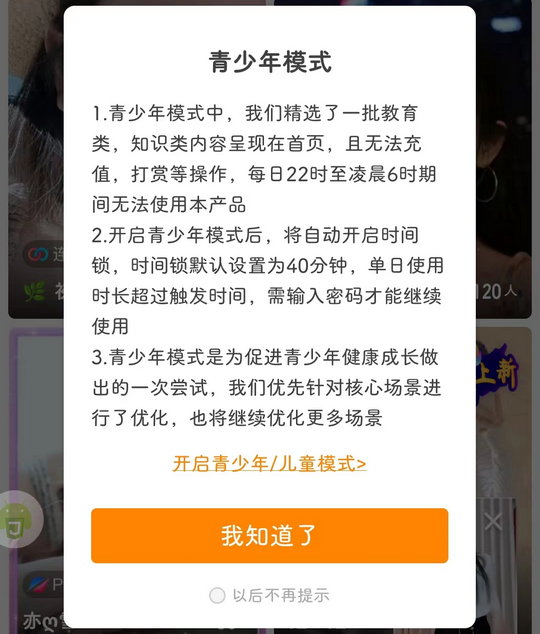 青少年模式
1.青少年模式中，我们精选了一批教育
类，知识类内容呈现在首页，且无法充
值，打赏等操作，每日22时至凌晨6时期
间无法使用本产品
2.开启青少年模式后，将自动开启时间
锁，时间锁默认设置为40分钟，单日使用
时长超过触发时间，需输入密码才能继续
使用
3.青少年模式是为促进青少年健康成长做
出的一次尝试，我们优先针对核心场景进
行了优化，也将继续优化更多场景
开启青少年/儿童模式>
我知道了
以后不再提示
连
120人
上新
P
亦ღ